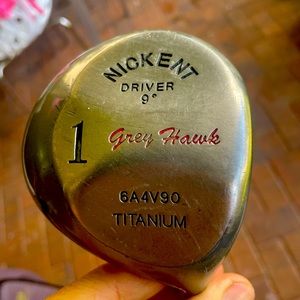 NICKENT
DRIVER
9°
1 Grey Hawk
6A4V90
TITANIUM